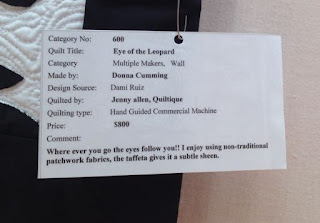 Category No: 600
Quilt Title: Eye of the Leopard
Category Multiple Makers, Wall
Made by: Donna Cumming
Design Source: Dami Ruiz
Quilted by: Jenny allen, Quiltique
Quilting type: Hand Guided Commercial Machine
Price: $800
Comment:
Where ever you go the eyes follow you!! I enjoy using non-traditional
patchwork fabrics, the taffeta gives it a subtle sheen.